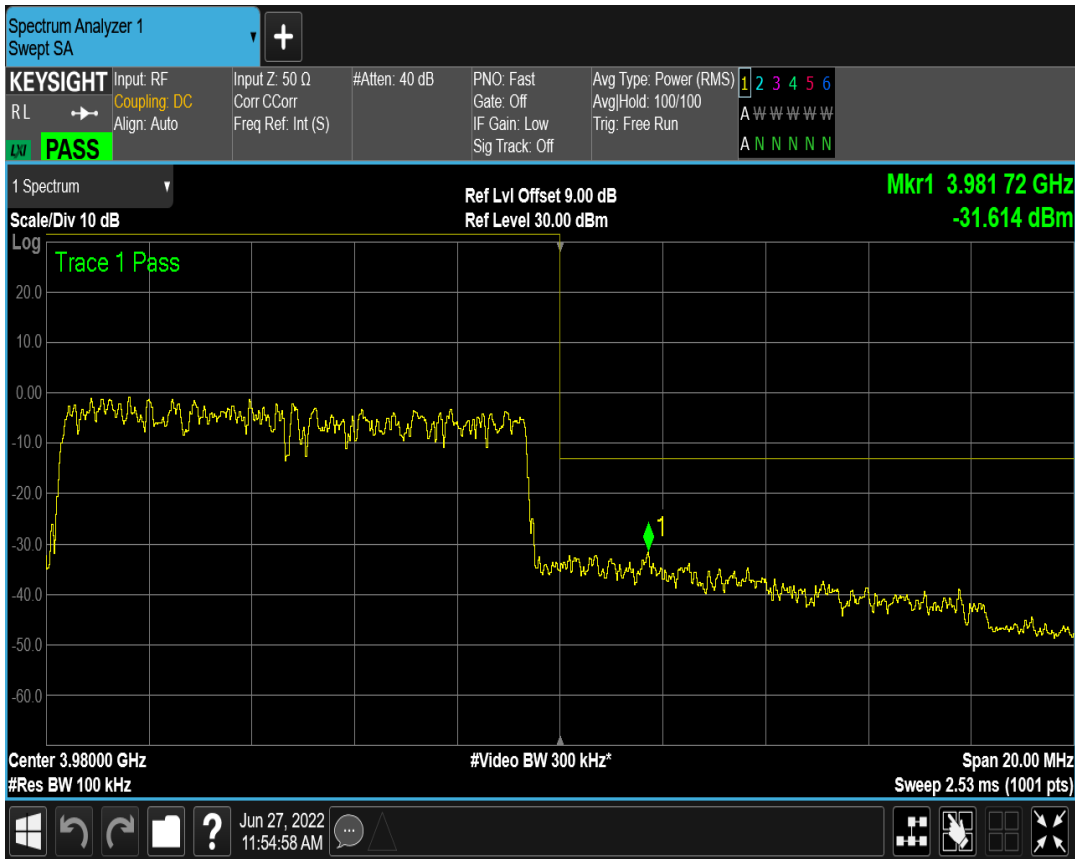 Spectrum Analyzer 1
Swept SA
+
KEYSIGHT
R L
LXI
PASS
Input: RF
Coupling: DC
Align: Auto
Input Z: 50 Ω
Corr CCorr
Freq Ref: Int (S)
#Atten: 40 dB
PNO: Fast
Gate: Off
IF Gain: Low
Sig Track: Off
Avg Type: Power (RMS)
Avg|Hold: 100/100
Trig: Free Run
1 2 3 4 5 6
A W W W W W
A N N N N N
1 Spectrum
Scale/Div 10 dB
Ref Lvl Offset 9.00 dB
Ref Level 30.00 dBm
Mkr1 3.981 72 GHz
-31.614 dBm
Log
Trace 1 Pass
20.0
10.0
0.00
-10.0
-20.0
-30.0
-40.0
-50.0
-60.0
1
Center 3.98000 GHz
#Res BW 100 kHz
#Video BW 300 kHz*
Span 20.00 MHz
Sweep 2.53 ms (1001 pts)
?
Jun 27, 2022
11:54:58 AM